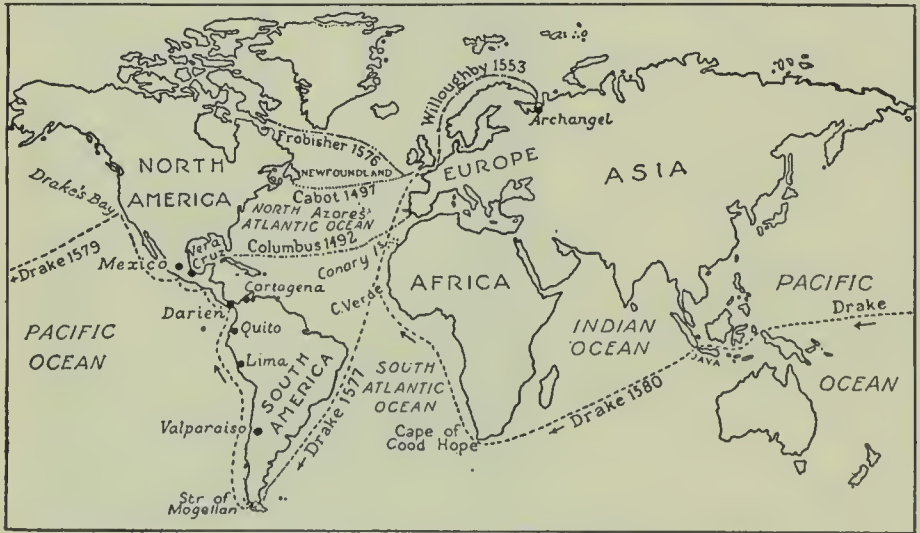 Willoughby 1553
Archangel
Frobisher 1576
NORTH
AMERICA
NEWFOUNDLAND
EUROPE
ASIA
Drake's Bay
Cabot 1497
NORTH Azores
ATLANTIC OCEAN
Columbus 1492
Drake 1579
Mexico
Vera
Cruz
Canary Is.
AFRICA
Cartagena
C.Verde
Darien
PACIFIC
OCEAN
Quito
Lima
SOUTH
AMERICA
Valparaiso
Drake 1577
SOUTH
ATLANTIC
OCEAN
INDIAN
OCEAN
JAVA
PACIFIC
Drake
OCEAN
Drake 1580
Cape of
Good Hope
Str of
Magellan